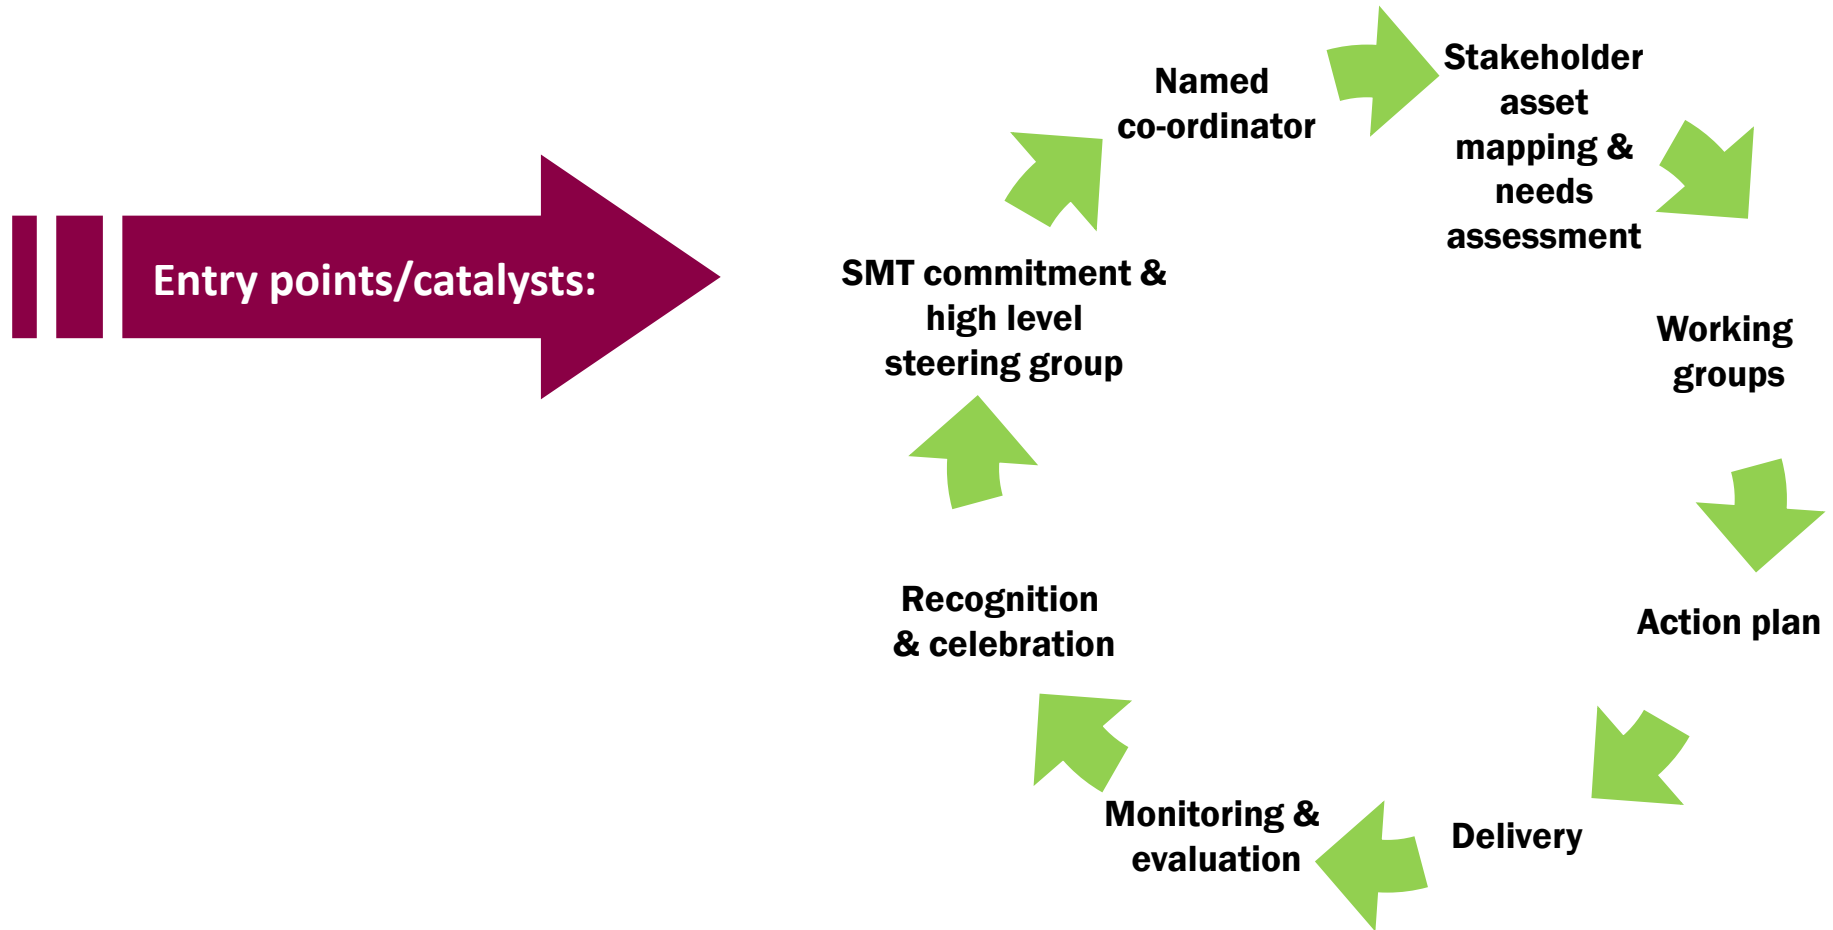 Entry points/catalysts:
SMT commitment &
high level
steering group
Named
co-ordinator
Stakeholder
asset
mapping &
needs
assessment
Working
groups
Action plan
Delivery
Monitoring &
evaluation
Recognition
& celebration